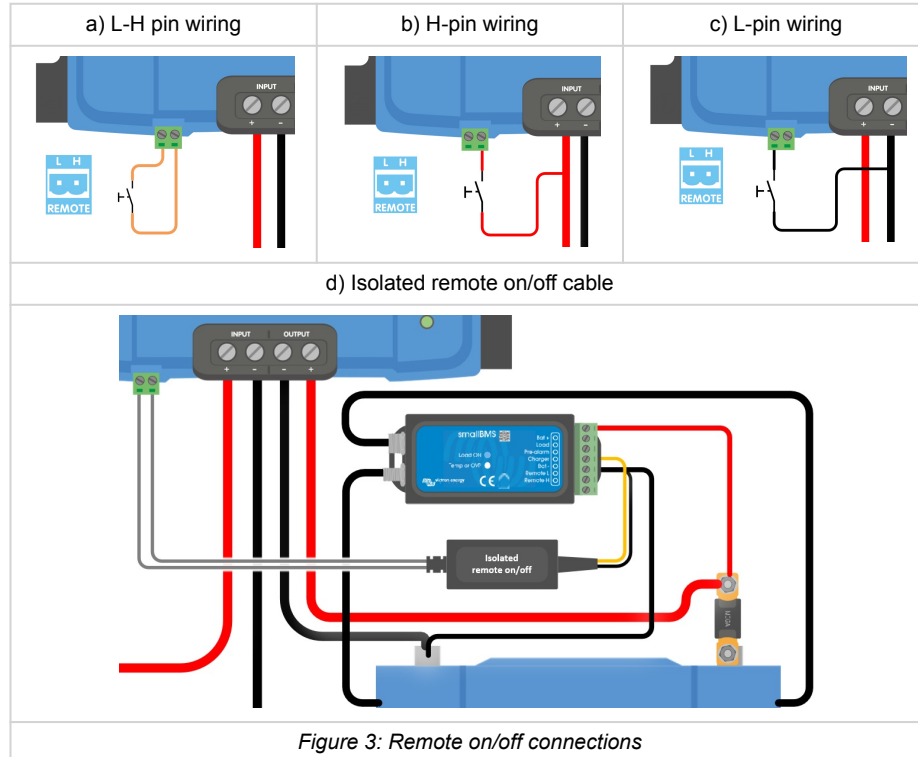 a) L-H pin wiring
b) H-pin wiring
c) L-pin wiring
INPUT
+ -
L H
REMOTE
INPUT
+ -
L H
REMOTE
INPUT
+ -
L H
REMOTE
d) Isolated remote on/off cable
INPUT OUTPUT
+ - - +
smallBMS
Load ON
Temp or OVP
victron energy
CE
Bat +
Load
Pre-alarm
Charger
Bat-
Remote L
Remote H
Isolated
remote on/off
Figure 3: Remote on/off connections